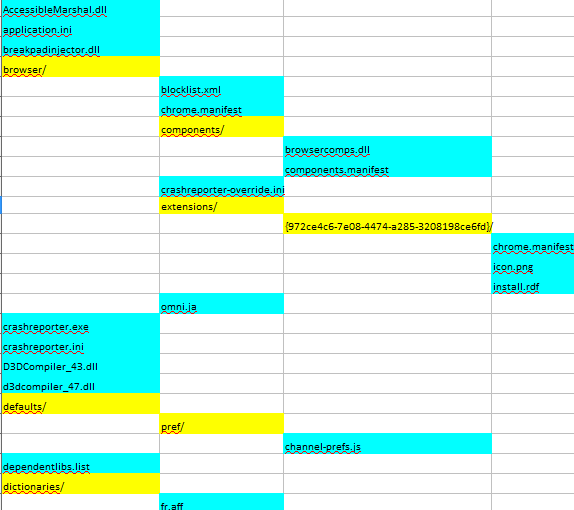 AccessibleMarshal.dll
application.ini
breakpadinjector.dll
browser/
blocklist.xml
chrome.manifest
components/
browsercomps.dll
components.manifest
crashreporter-override.ini
extensions/
{972ce4c6-7e08-4474-a285-3208198ce6fd}/
chrome.manifest
icon.png
install.rdf
omni.ja
crashreporter.exe
crashreporter.ini
D3DCompiler_43.dll
d3dcompiler_47.dll
defaults/
pref/
channel-prefs.js
dependentlibs.list
dictionaries/
fr.aff